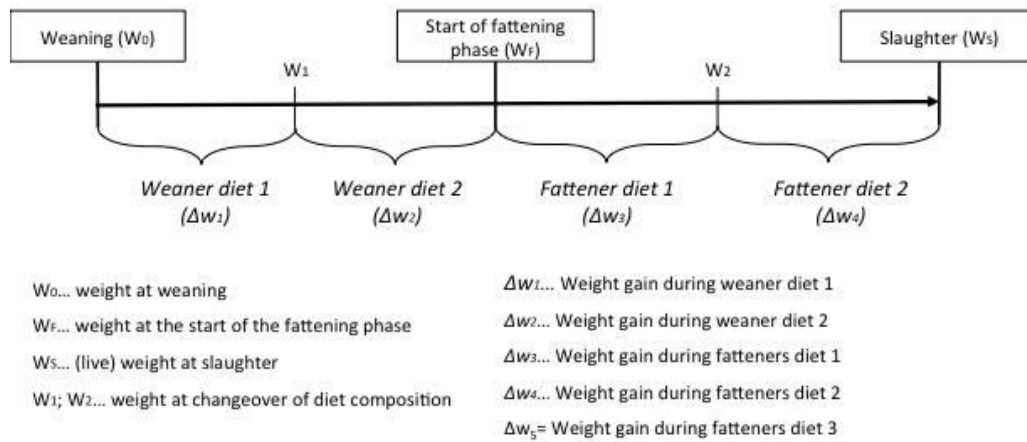 Weaning (W₀)
Start of fattening
phase (WF)
Slaughter (Ws)
W₁
W₂
Weaner diet 1
(Δw₁)
Weaner diet 2
(Δw₂)
Fattener diet 1
(Δw₃)
Fattener diet 2
(Δw₄)
W₀... weight at weaning
WF... weight at the start of the fattening phase
Ws... (live) weight at slaughter
W₁; W₂... weight at changeover of diet composition
Δw₁... Weight gain during weaner diet 1
Δw₂... Weight gain during weaner diet 2
Δw₃... Weight gain during fatteners diet 1
Δw₄... Weight gain during fatteners diet 2
Δw₅= Weight gain during fatteners diet 3